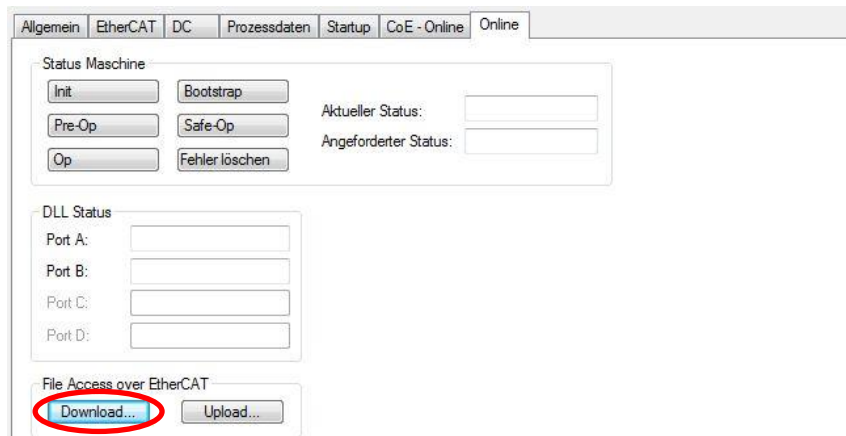 Allgemein EtherCAT DC Prozessdaten Startup CoE - Online Online
Status Maschine
Init Bootstrap
Pre-Op Safe-Op
Op Fehler löschen
Aktueller Status:
Angeforderter Status:
DLL Status
Port A:
Port B:
Port C:
Port D:
File Access over EtherCAT
Download... Upload...